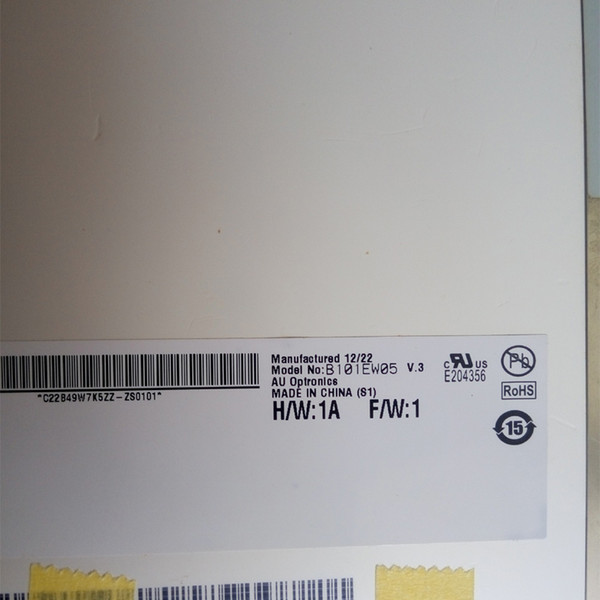 Manufactured 12/22
Model No:B101EW05 V.3
AU Optronics
MADE IN CHINA (S1)
H/W:1A F/W:1
*C22849W7K5ZZ-ZS0101*
c RU US
E204356
Pb
RoHS
15